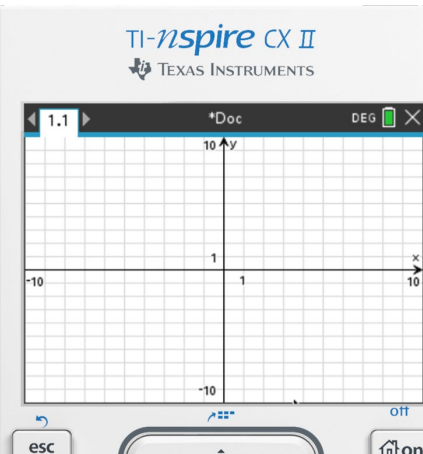 TI-nspire CX II
TEXAS INSTRUMENTS
1.1 *Doc DEG
10 y
1 x
-10 1 10
-10
off
esc on